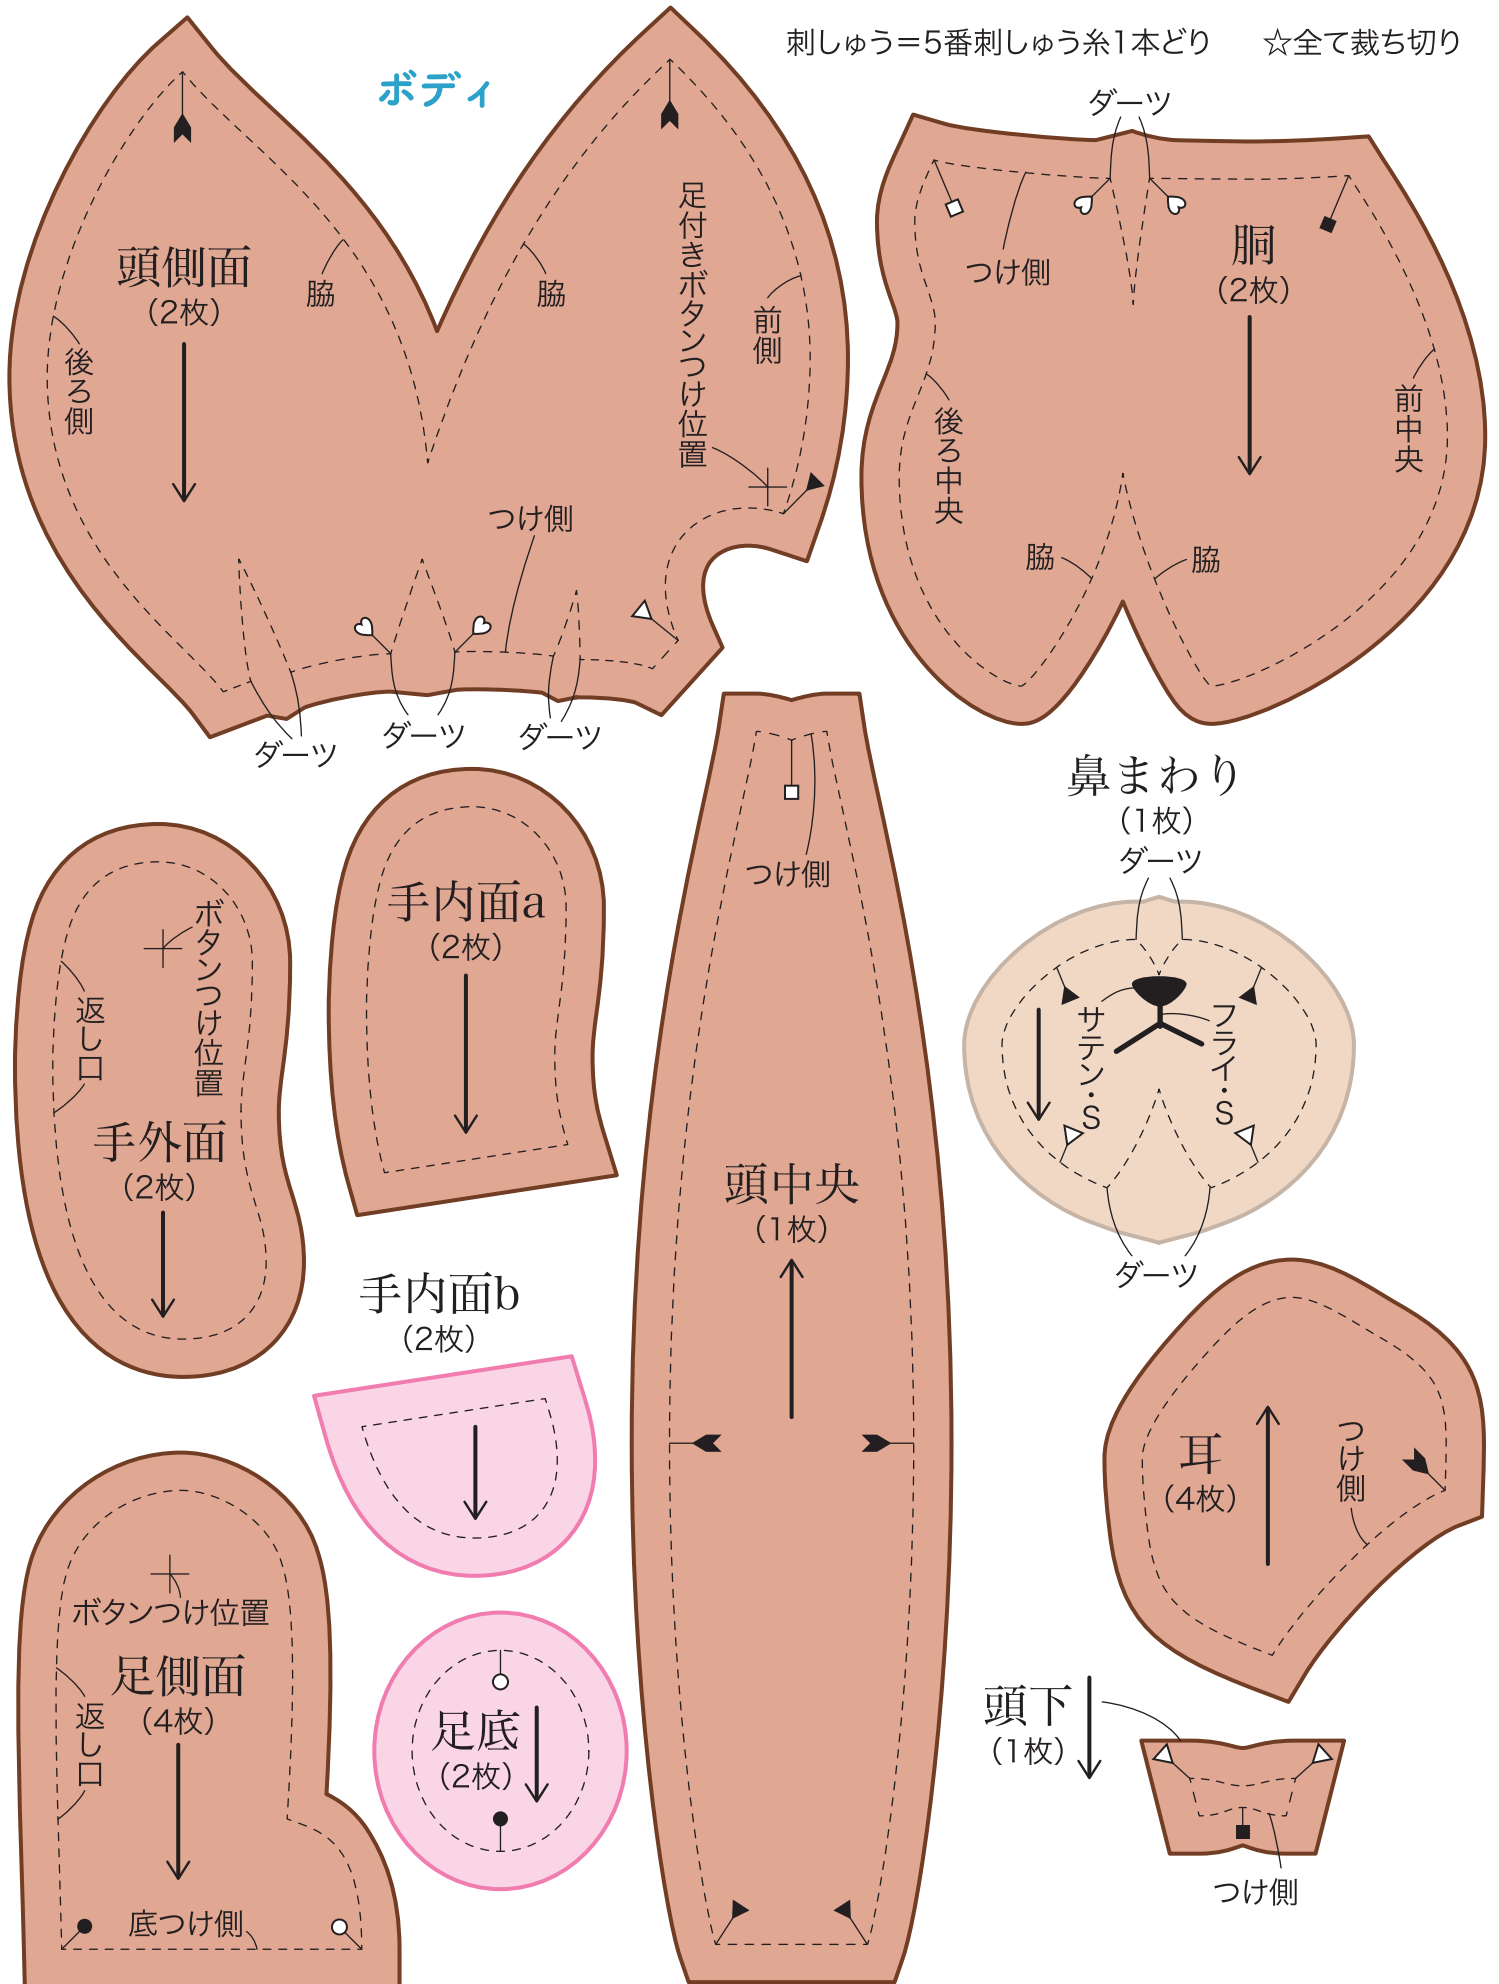 刺しゅう＝5番刺しゅう糸1本どり　☆全て裁ち切り
ボディ
頭側面
（2枚）
後ろ側
脇
脇
足付きボタンつけ位置
前側
つけ側
ダーツ
ダーツ
ダーツ
ダーツ
つけ側
胴
（2枚）
後ろ中央
前中央
脇
脇
ボタンつけ位置
返し口
手外面
（2枚）
手内面a
（2枚）
手内面b
（2枚）
つけ側
頭中央
（1枚）
鼻まわり
（1枚）
ダーツ
サテン・S
フライ・S
ダーツ
耳
（4枚）
つけ側
ボタンつけ位置
足側面
（4枚）
返し口
底つけ側
足底
（2枚）
頭下
（1枚）
つけ側